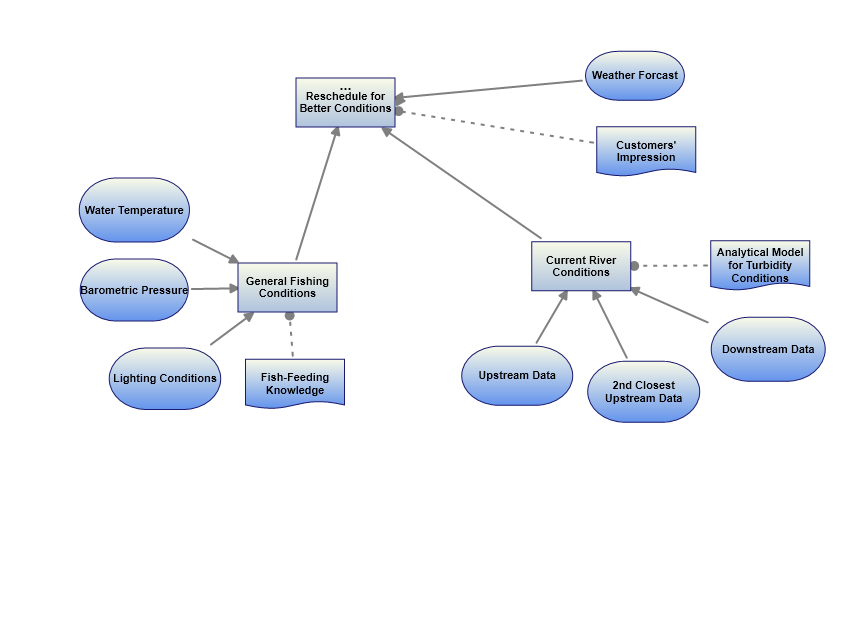 Weather Forcast
...
Reschedule for
Better Conditions
Customers'
Impression
Water Temperature
Analytical Model
for Turbidity
Conditions
Current River
Conditions
General Fishing
Conditions
Barometric Pressure
Downstream Data
Lighting Conditions
Fish-Feeding
Knowledge
Upstream Data
2nd Closest
Upstream Data